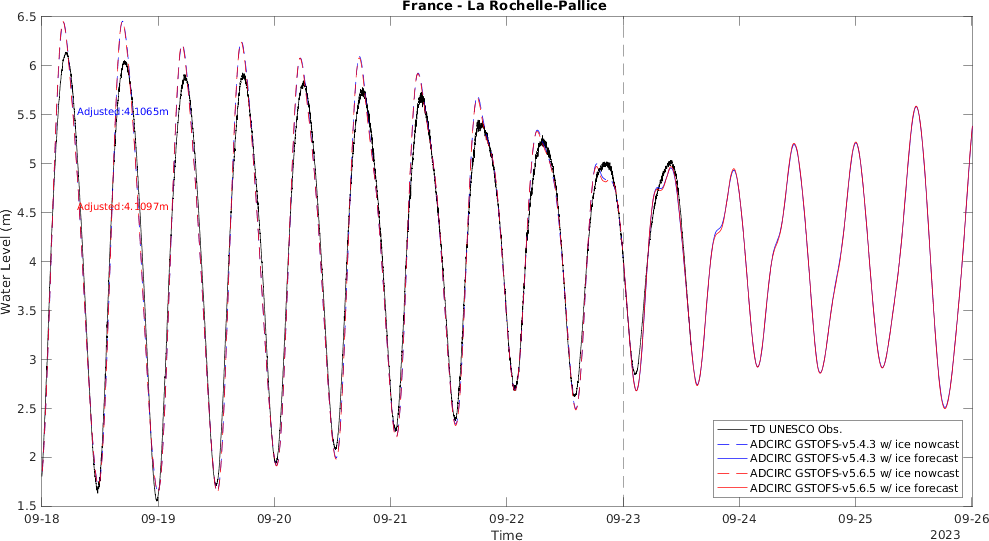 France - La Rochelle-Pallice
6.5
6
5.5
5
4.5
4
3.5
3
2.5
2
1.5
Water Level (m)
Adjusted:4.1065m
Adjusted:4.1097m
TD UNESCO Obs.
ADCIRC GSTOFS-v5.4.3 w/ ice nowcast
ADCIRC GSTOFS-v5.4.3 w/ ice forecast
ADCIRC GSTOFS-v5.6.5 w/ ice nowcast
ADCIRC GSTOFS-v5.6.5 w/ ice forecast
09-18 09-19 09-20 09-21 09-22 09-23 09-24 09-25 09-26
Time
2023